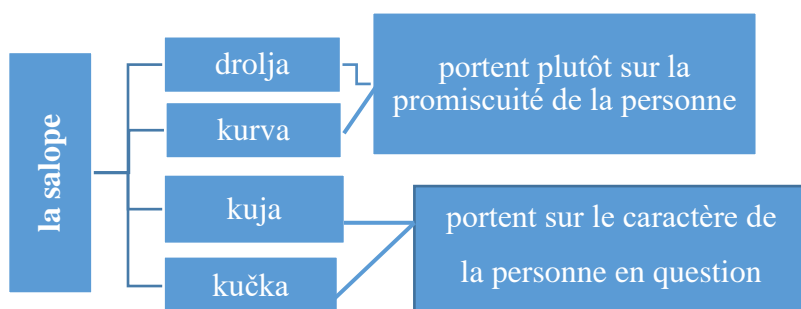 la salope
drolja
kurva
kuja
kučka
portent plutôt sur la
promiscuité de la personne
portent sur le caractère de
la personne en question